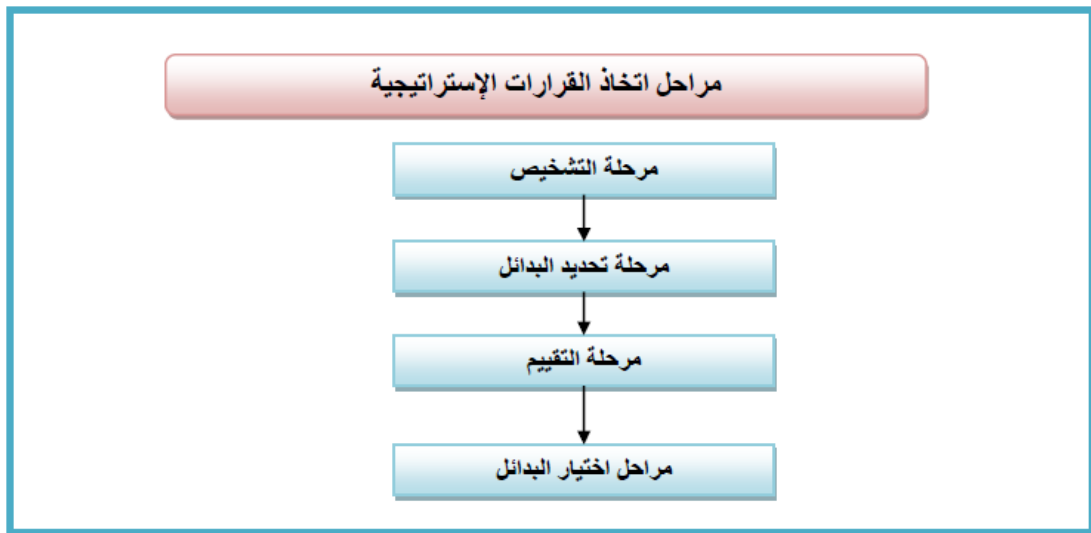 مراحل اتخاذ القرارات الإستراتيجية
مرحلة التشخيص
مرحلة تحديد البدائل
مرحلة التقييم
مراحل اختيار البدائل